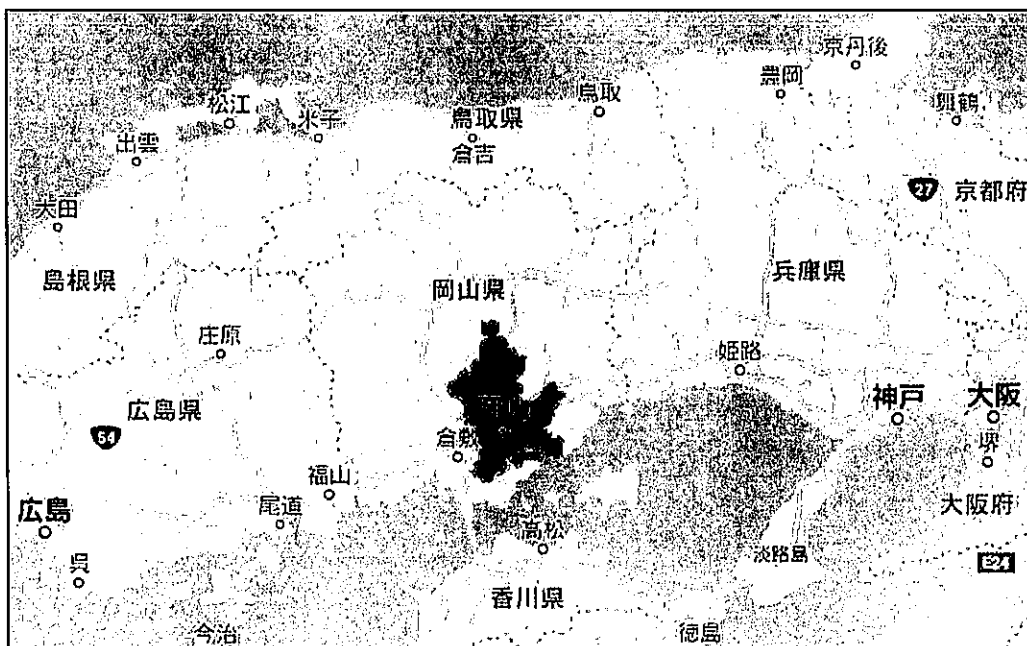 京丹後
豊岡
鳥取
舞鶴
松江
米子
鳥取県
倉吉
出雲
27
京都府
大田
島根県
兵庫県
岡山県
庄原
姫路
広島県
神戸
大阪
54
倉敷
堺
福山
大阪府
尾道
広島
高松
淡路島
呉
E24
香川県
今治
徳島